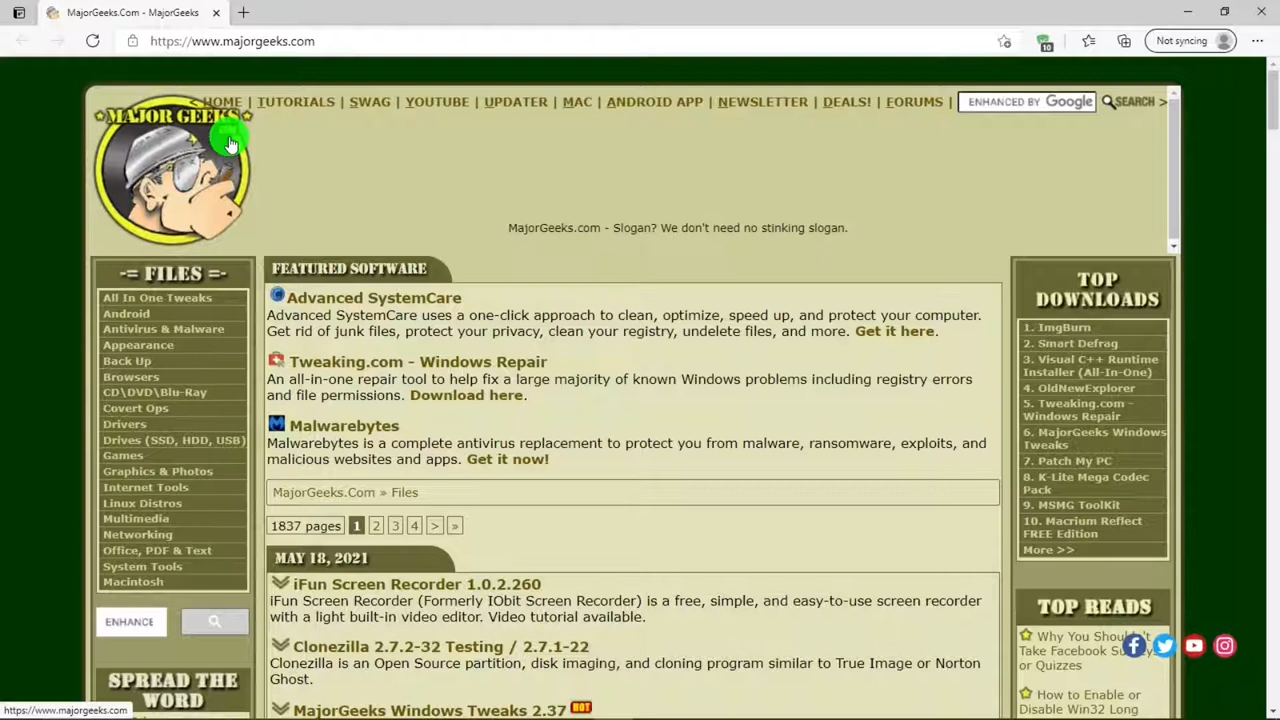 MajorGeeks.Com - MajorGeeks
https://www.majorgeeks.com
10
Not syncing
MAJOR GEEKS
< HOME | TUTORIALS | SWAG | YOUTUBE | UPDATER | MAC | ANDROID APP | NEWSLETTER | DEALS! | FORUMS
ENHANCED BY Google
SEARCH >
MajorGeeks.com - Slogan? We don't need no stinking slogan.
-= FILES =-
All In One Tweaks
Android
Antivirus & Malware
Appearance
Back Up
Browsers
CD\DVD\Blu-Ray
Covert Ops
Drivers
Drives (SSD, HDD, USB)
Games
Graphics & Photos
Internet Tools
Linux Distros
Multimedia
Networking
Office, PDF & Text
System Tools
Macintosh
ENHANCE
SPREAD THE
WORD
https://www.majorgeeks.com
FEATURED SOFTWARE
Advanced SystemCare
Advanced SystemCare uses a one-click approach to clean, optimize, speed up, and protect your computer.
Get rid of junk files, protect your privacy, clean your registry, undelete files, and more. Get it here.
Tweaking.com - Windows Repair
An all-in-one repair tool to help fix a large majority of known Windows problems including registry errors
and file permissions. Download here.
Malwarebytes
Malwarebytes is a complete antivirus replacement to protect you from malware, ransomware, exploits, and
malicious websites and apps. Get it now!
MajorGeeks.Com » Files
1837 pages 1 2 3 4 > »
MAY 18, 2021
iFun Screen Recorder 1.0.2.260
iFun Screen Recorder (Formerly IObit Screen Recorder) is a free, simple, and easy-to-use screen recorder
with a light built-in video editor. Video tutorial available.
Clonezilla 2.7.2-32 Testing / 2.7.1-22
Clonezilla is an Open Source partition, disk imaging, and cloning program similar to True Image or Norton
Ghost.
MajorGeeks Windows Tweaks 2.37 HOT
TOP
DOWNLOADS
1. ImgBurn
2. Smart Defrag
3. Visual C++ Runtime
Installer (All-In-One)
4. OldNewExplorer
5. Tweaking.com -
Windows Repair
6. MajorGeeks Windows
Tweaks
7. Patch My PC
8. K-Lite Mega Codec
Pack
9. MSMG ToolKit
10. Macrium Reflect
FREE Edition
More >>
TOP READS
Why You Shouldn't
Take Facebook
or Quizzes
How to Enable or
Disable Win32 Long